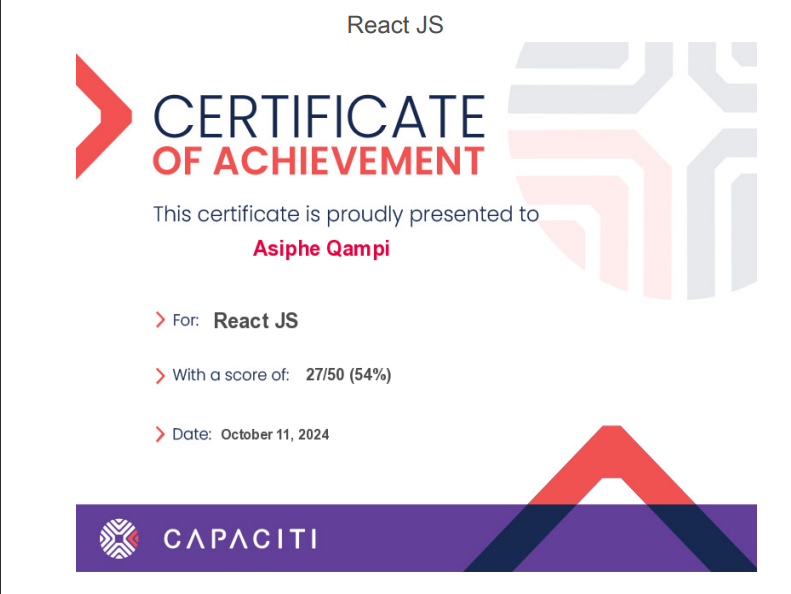 React JS
CERTIFICATE
OF ACHIEVEMENT
This certificate is proudly presented to
Asiphe Qampi
For: React JS
With a score of: 27/50 (54%)
Date: October 11, 2024
CAPACITI